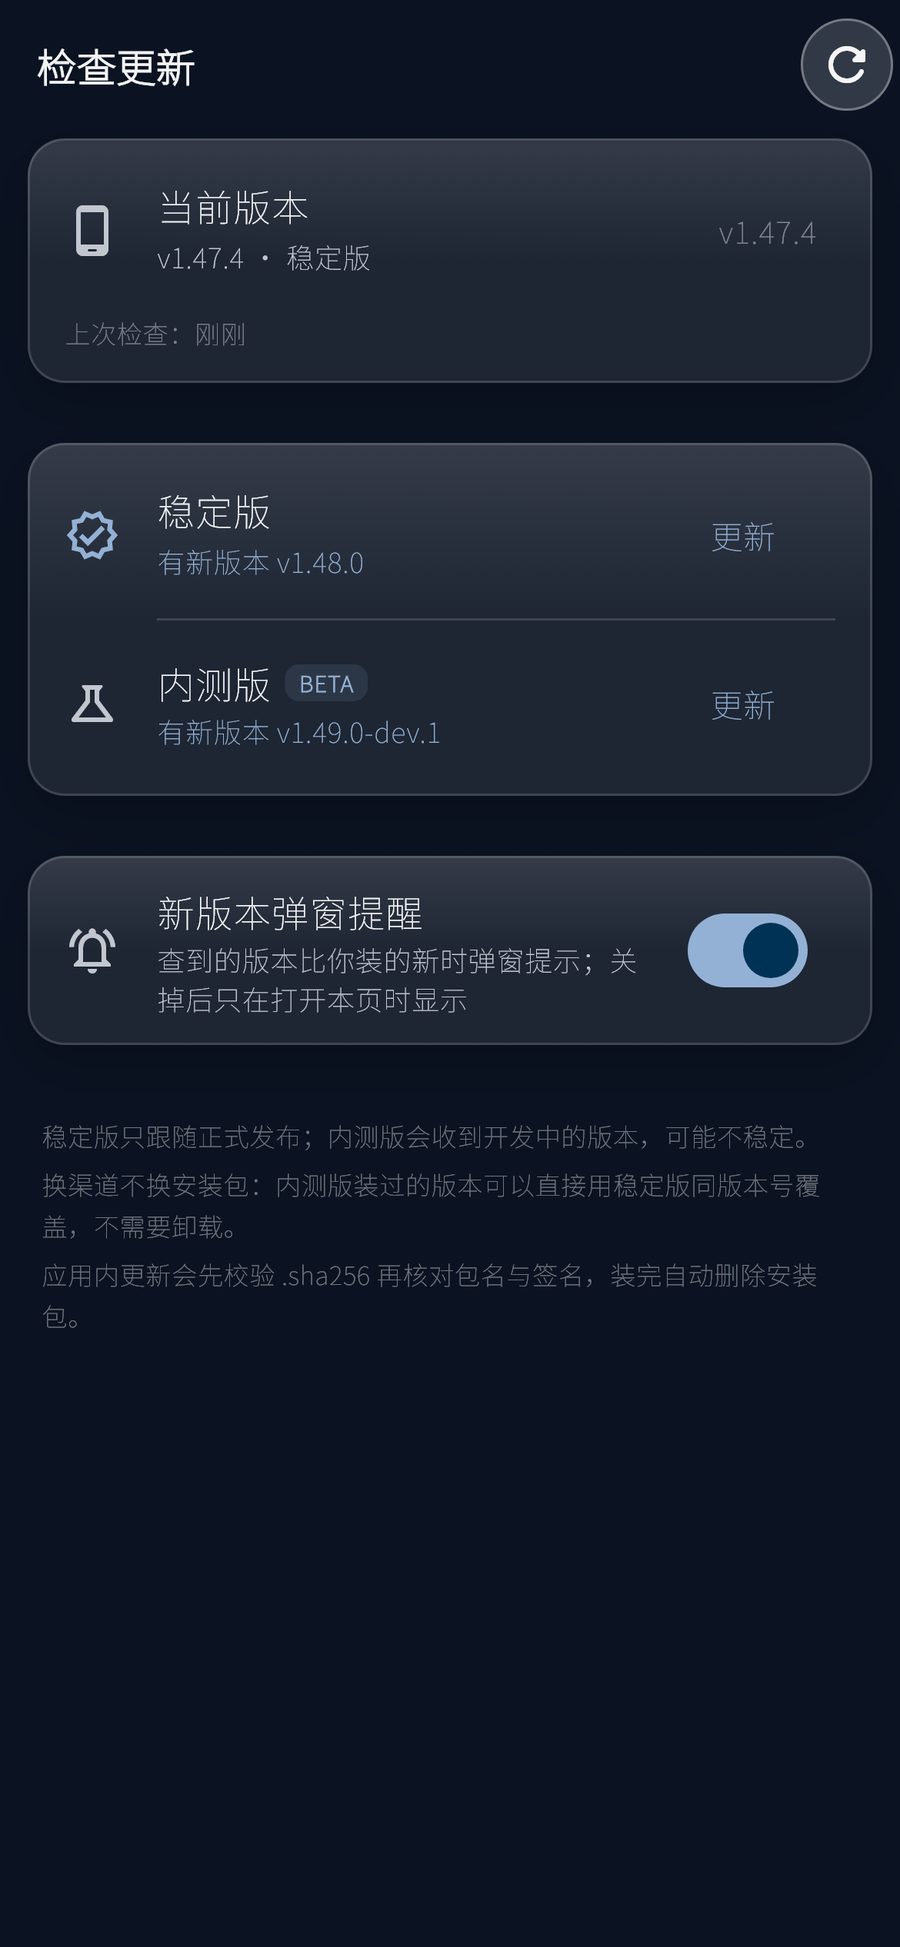 检查更新
当前版本
v1.47.4 · 稳定版
v1.47.4
上次检查：刚刚
稳定版
有新版本 v1.48.0
更新
内测版 BETA
有新版本 v1.49.0-dev.1
更新
新版本弹窗提醒
查到的版本比你装的新时弹窗提示；关
掉后只在打开本页时显示
稳定版只跟随正式发布；内测版会收到开发中的版本，可能不稳定。
换渠道不换安装包：内测版装过的版本可以直接用稳定版同版本号覆
盖，不需要卸载。
应用内更新会先校验 .sha256 再核对包名与签名，装完自动删除安装
包。